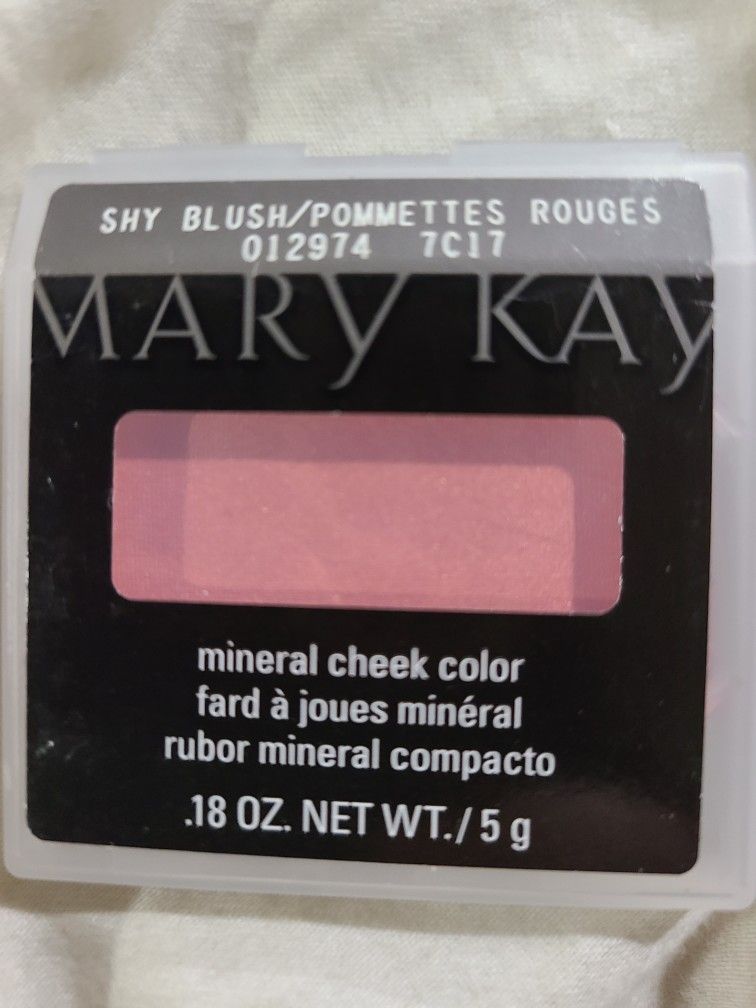 SHY BLUSH/POMMETTES ROUGES
012974 7C17
MARY KAY
mineral cheek color
fard à joues minéral
rubor mineral compacto
.18 OZ. NET WT./ 5 g